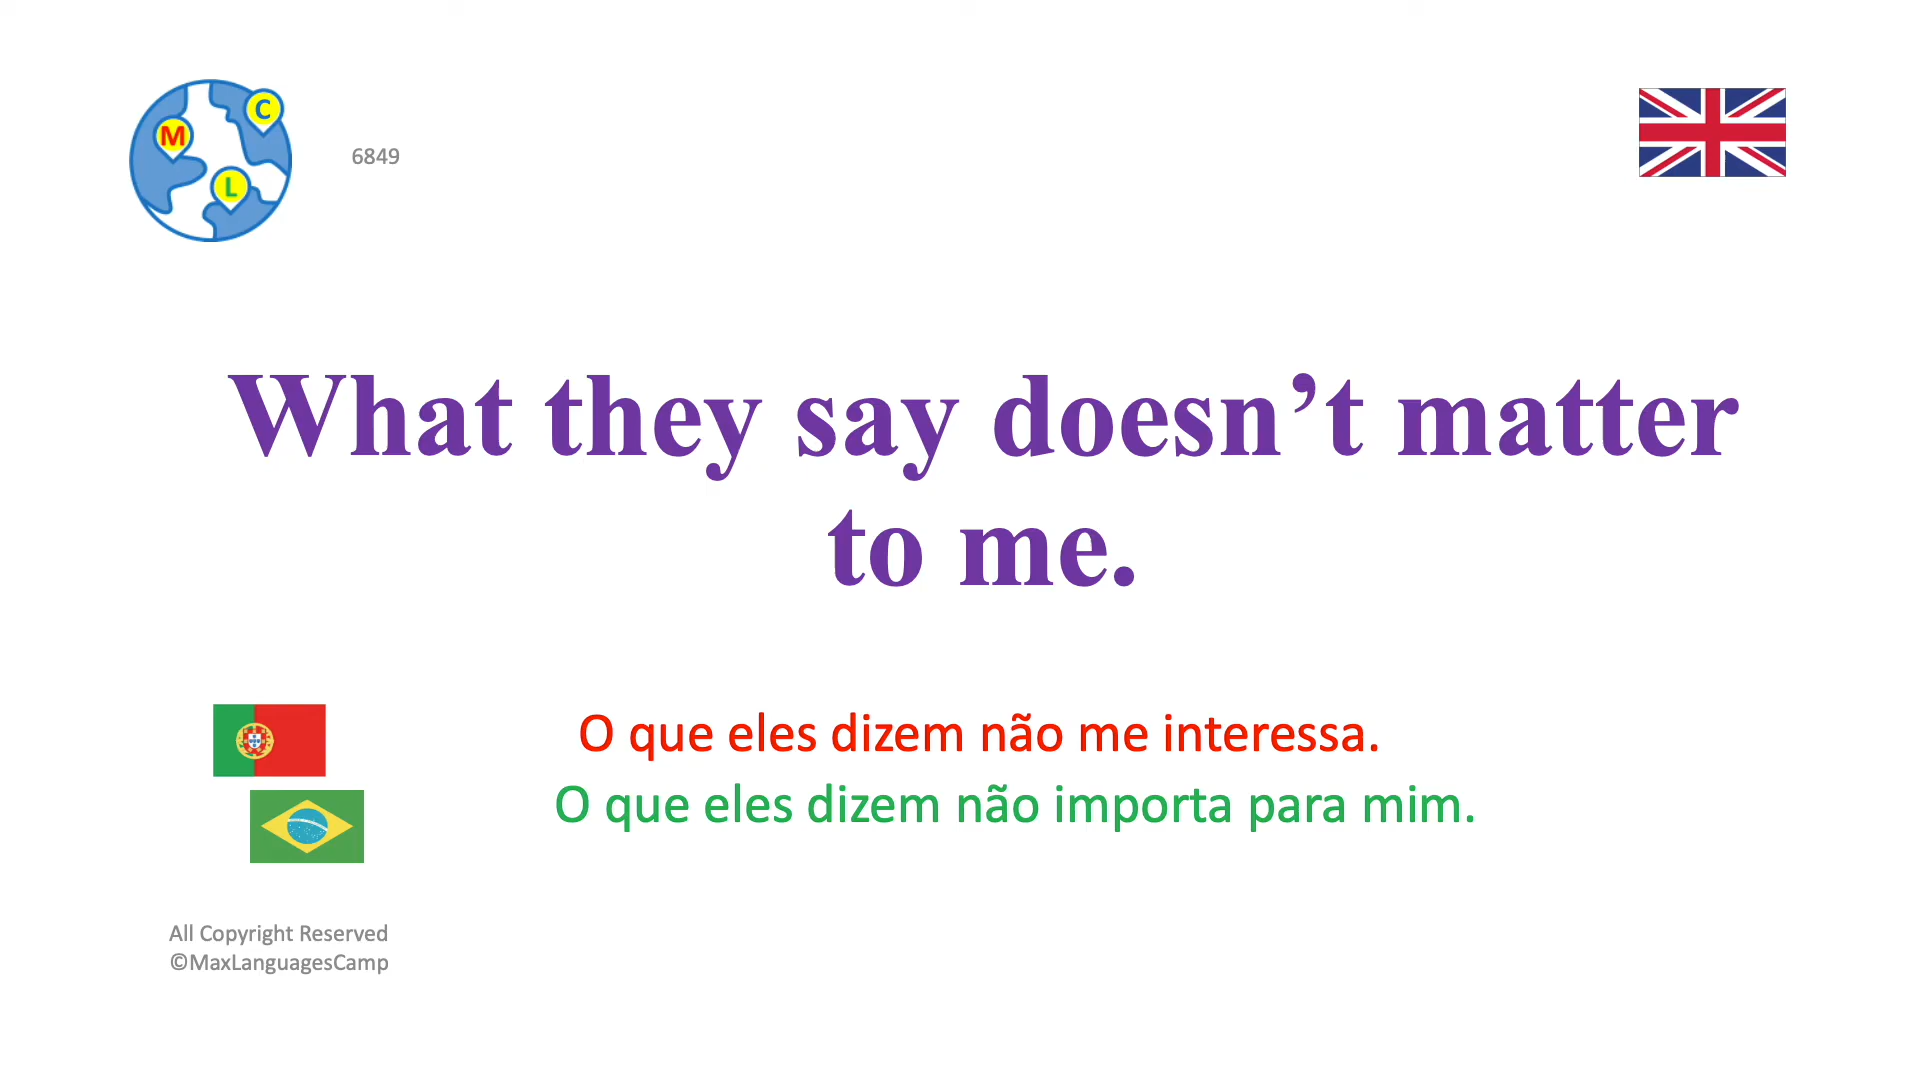 C
M
L
6849
What they say doesn’t matter
to me.
O que eles dizem não me interessa.
O que eles dizem não importa para mim.
All Copyright Reserved
©MaxLanguagesCamp